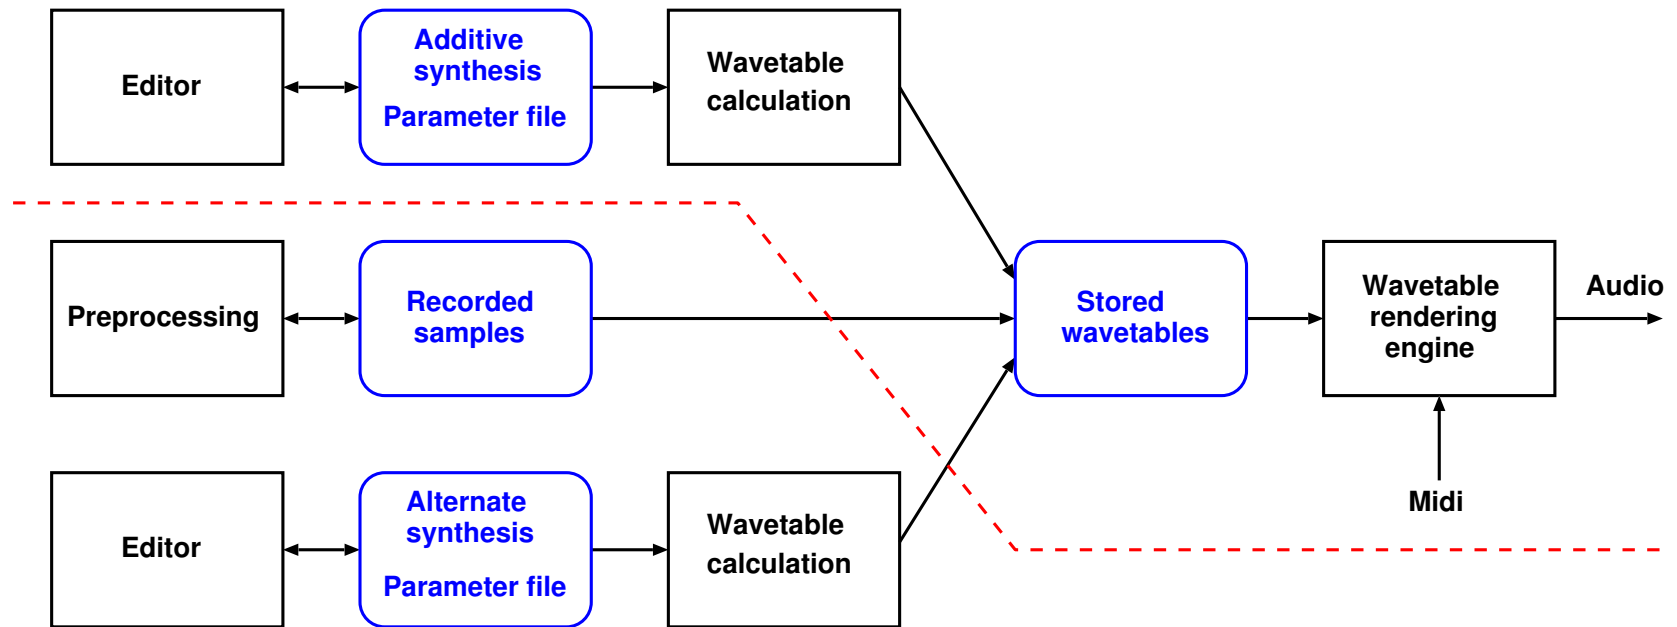 Editor
Additive
synthesis
Parameter file
Wavetable
calculation
Preprocessing
Recorded
samples
Stored
wavetables
Wavetable
rendering
engine
Audio
Midi
Editor
Alternate
synthesis
Parameter file
Wavetable
calculation